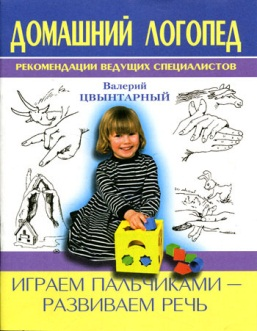 ДОМАШНИЙ ЛОГОПЕД
РЕКОМЕНДАЦИИ ВЕДУЩИХ СПЕЦИАЛИСТОВ
Валерий
ЦВЫНТАРНЫЙ
ИГРАЕМ ПАЛЬЧИКАМИ —
РАЗВИВАЕМ РЕЧЬ